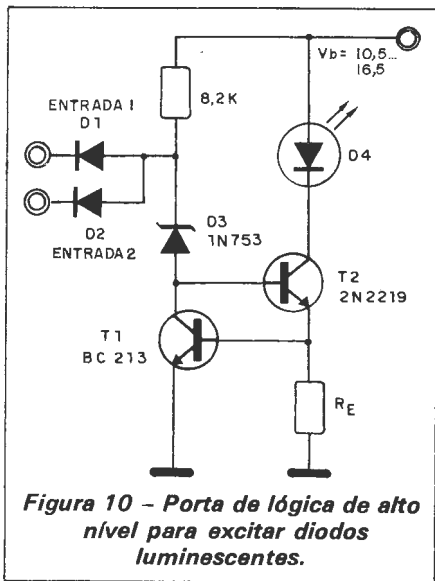 Vb= 10,5...
16,5
8,2K
ENTRADA 1
D1
D4
D2
ENTRADA 2
D3
1N753
T2
2N2219
T1
BC 213
RE
Figura 10 – Porta de lógica de alto
nível para excitar diodos
luminescentes.